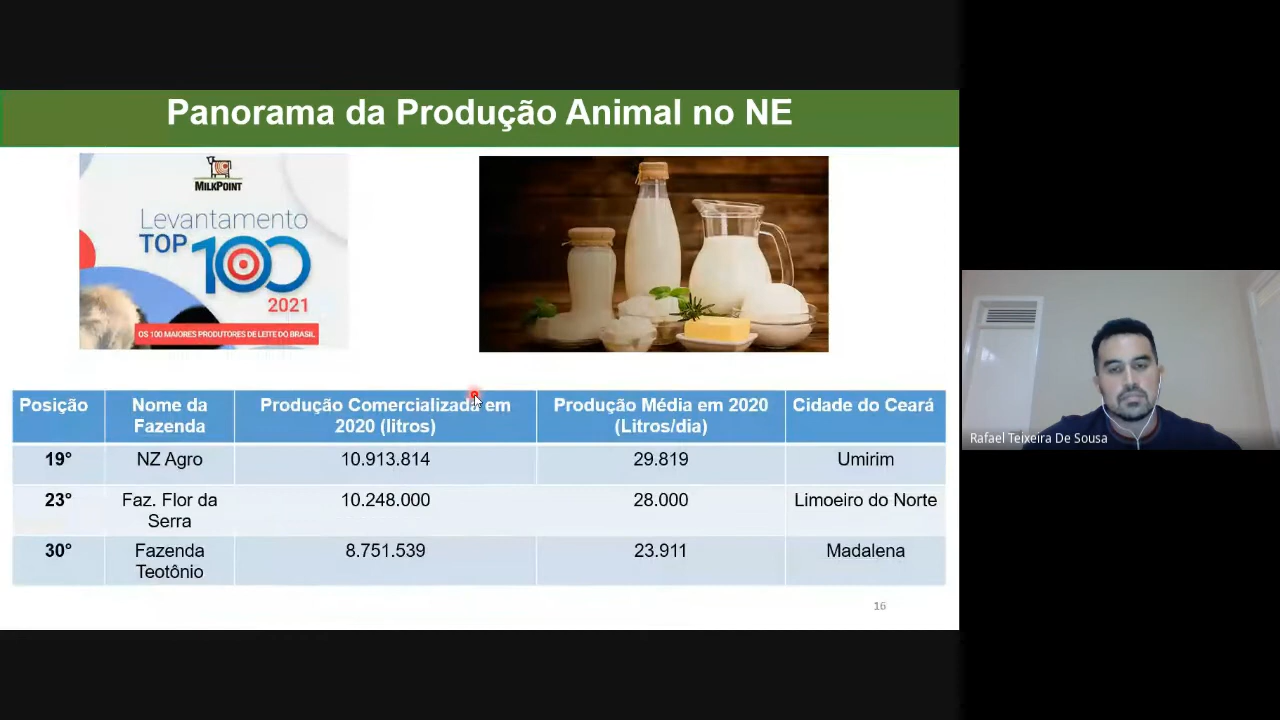 Panorama da Produção Animal no NE
MILKPOINT
Levantamento
TOP 100
2021
OS 100 MAIORES PRODUTORES DE LEITE DO BRASIL
Posição
Nome da
Fazenda
Produção Comercializada em
2020 (litros)
Produção Média em 2020
(Litros/dia)
Cidade do Ceará
19°
NZ Agro
10.913.814
29.819
Umirim
23°
Faz. Flor da
Serra
10.248.000
28.000
Limoeiro do Norte
30°
Fazenda
Teotônio
8.751.539
23.911
Madalena
16
Rafael Teixeira De Sousa